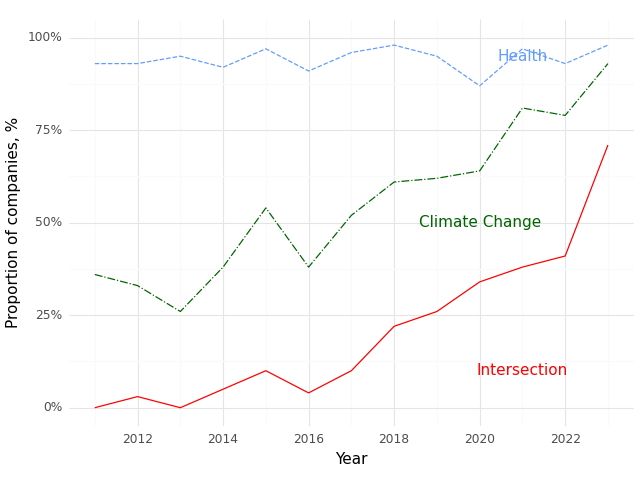 100%
75%
50%
25%
0%
Proportion of companies, %
Health
Climate Change
Intersection
2012 2014 2016 2018 2020 2022
Year